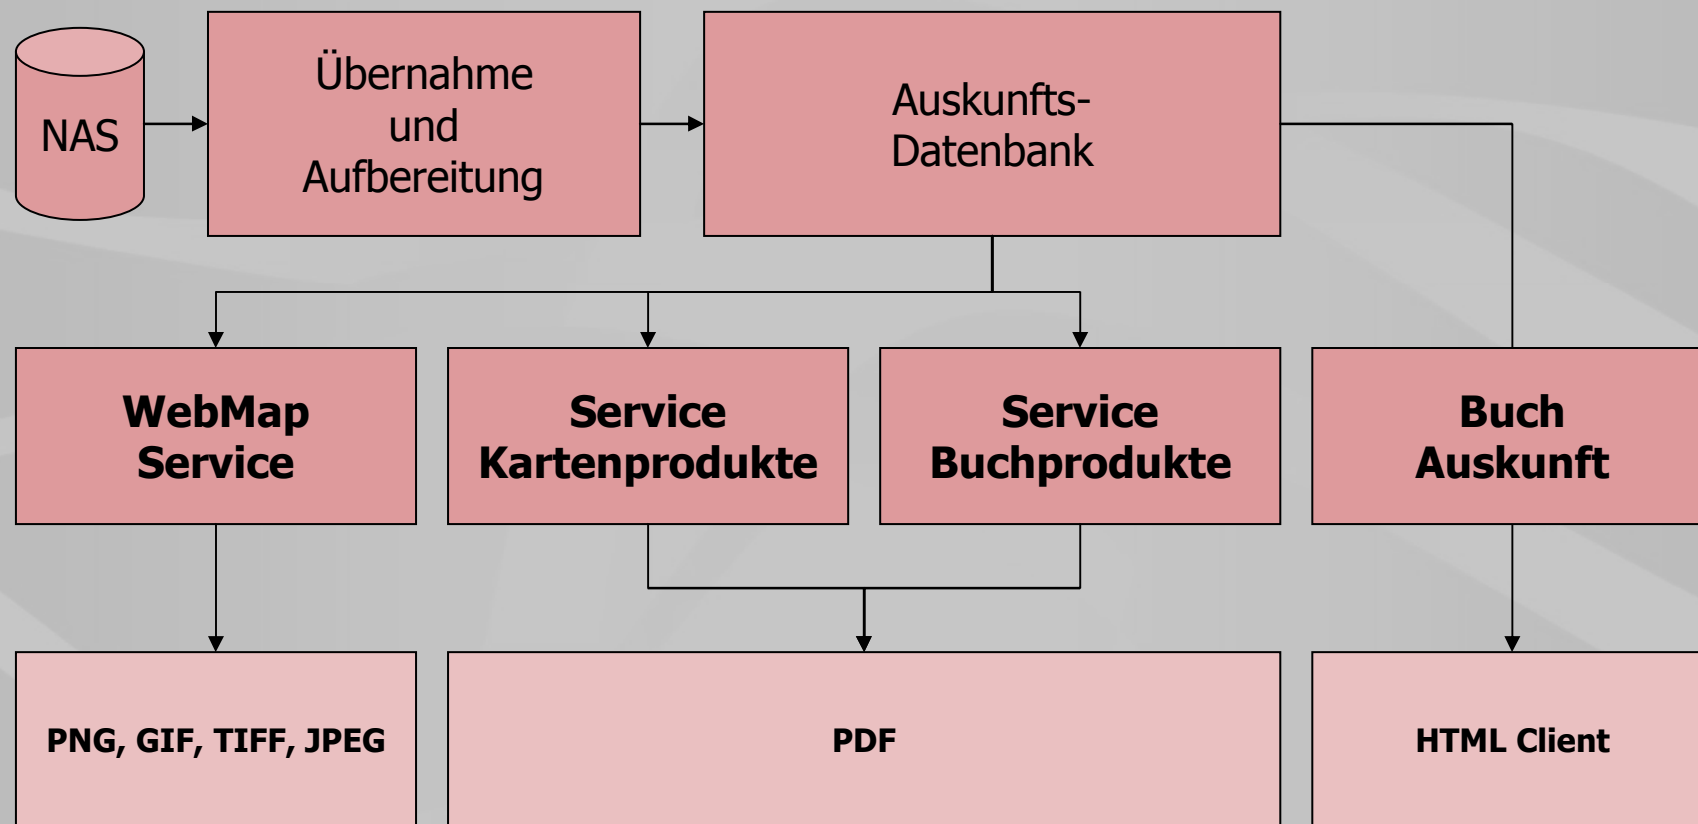 NAS
Übernahme
und
Aufbereitung
Auskunfts-
Datenbank
WebMap
Service
Service
Kartenprodukte
Service
Buchprodukte
Buch
Auskunft
PNG, GIF, TIFF, JPEG
PDF
HTML Client